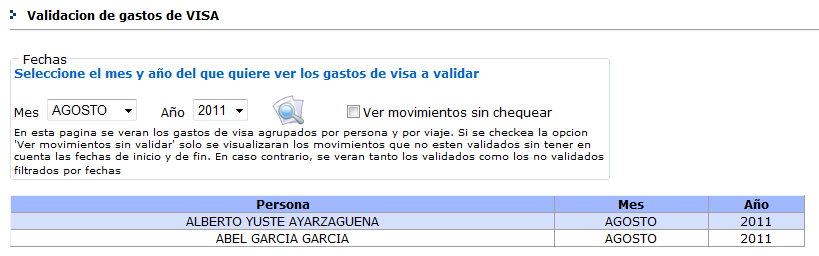 Validacion de gastos de VISA
Fechas
Seleccione el mes y año del que quiere ver los gastos de visa a validar
Mes AGOSTO Año 2011 Ver movimientos sin chequear
En esta pagina se veran los gastos de visa agrupados por persona y por viaje. Si se checkea la opcion
'Ver movimientos sin validar' solo se visualizaran los movimientos que no esten validados sin tener en
cuenta las fechas de inicio y de fin. En caso contrario, se veran tanto los validados como los no validados
filtrados por fechas
Persona Mes Año
ALBERTO YUSTE AYARZAGUENA AGOSTO 2011
ABEL GARCIA GARCIA AGOSTO 2011